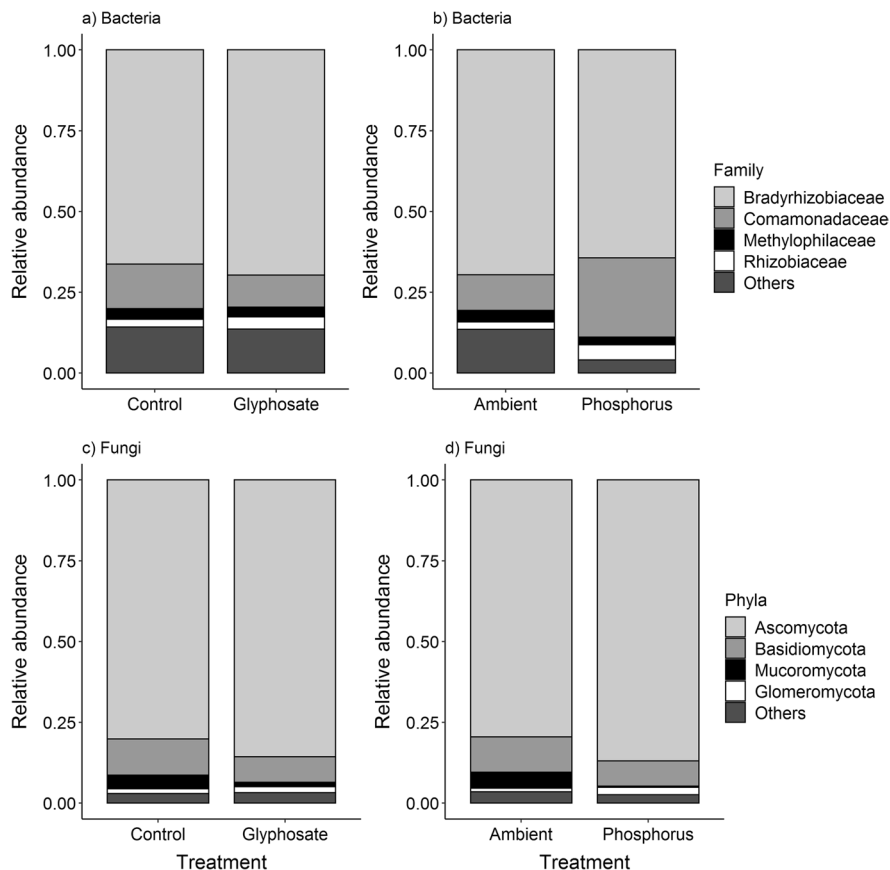 a) Bacteria
1.00
0.75
0.50
0.25
0.00
Relative abundance
Control Glyphosate
b) Bacteria
1.00
0.75
0.50
0.25
0.00
Relative abundance
Ambient Phosphorus
Family
Bradyrhizobiaceae
Comamonadaceae
Methylophilaceae
Rhizobiaceae
Others
c) Fungi
1.00
0.75
0.50
0.25
0.00
Relative abundance
Control Glyphosate
Treatment
d) Fungi
1.00
0.75
0.50
0.25
0.00
Relative abundance
Ambient Phosphorus
Treatment
Phyla
Ascomycota
Basidiomycota
Mucoromycota
Glomeromycota
Others